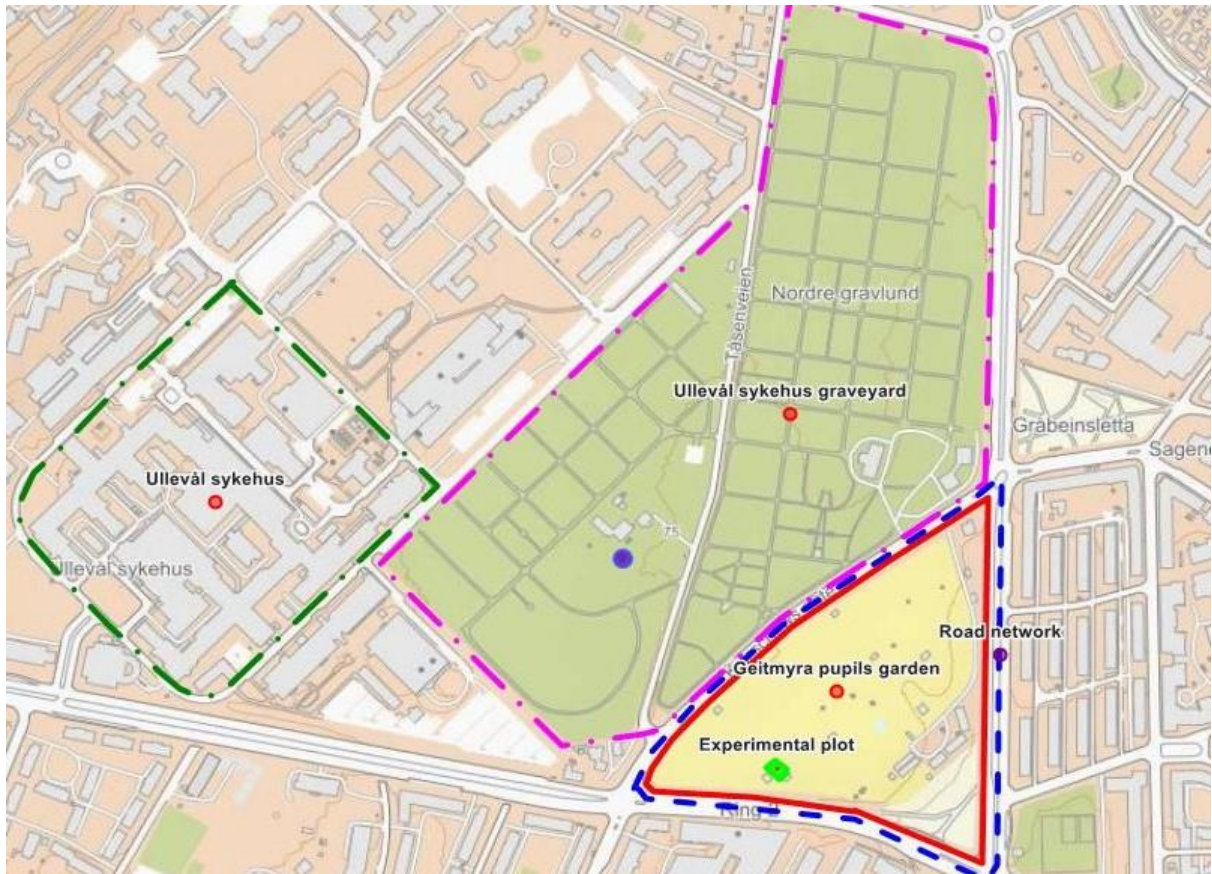 Nordre gravlund
Tåsenveien
Ullevål sykehus graveyard
Gråbeinsletta
Sagene
Ullevål sykehus
75
Ullevål sykehus
Road network
Geitmyra pupils garden
Experimental plot
Ring 2